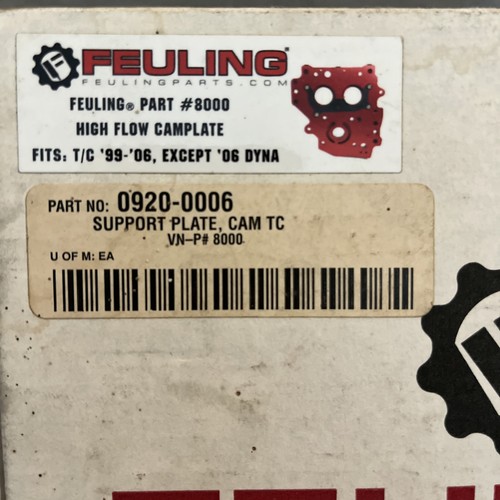 FEULING®
FEULINGPARTS.COM
FEULING® PART #8000
HIGH FLOW CAMPLATE
FITS: T/C '99-'06, EXCEPT '06 DYNA
PART NO: 0920-0006
SUPPORT PLATE, CAM TC
VN-P# 8000
U OF M: EA